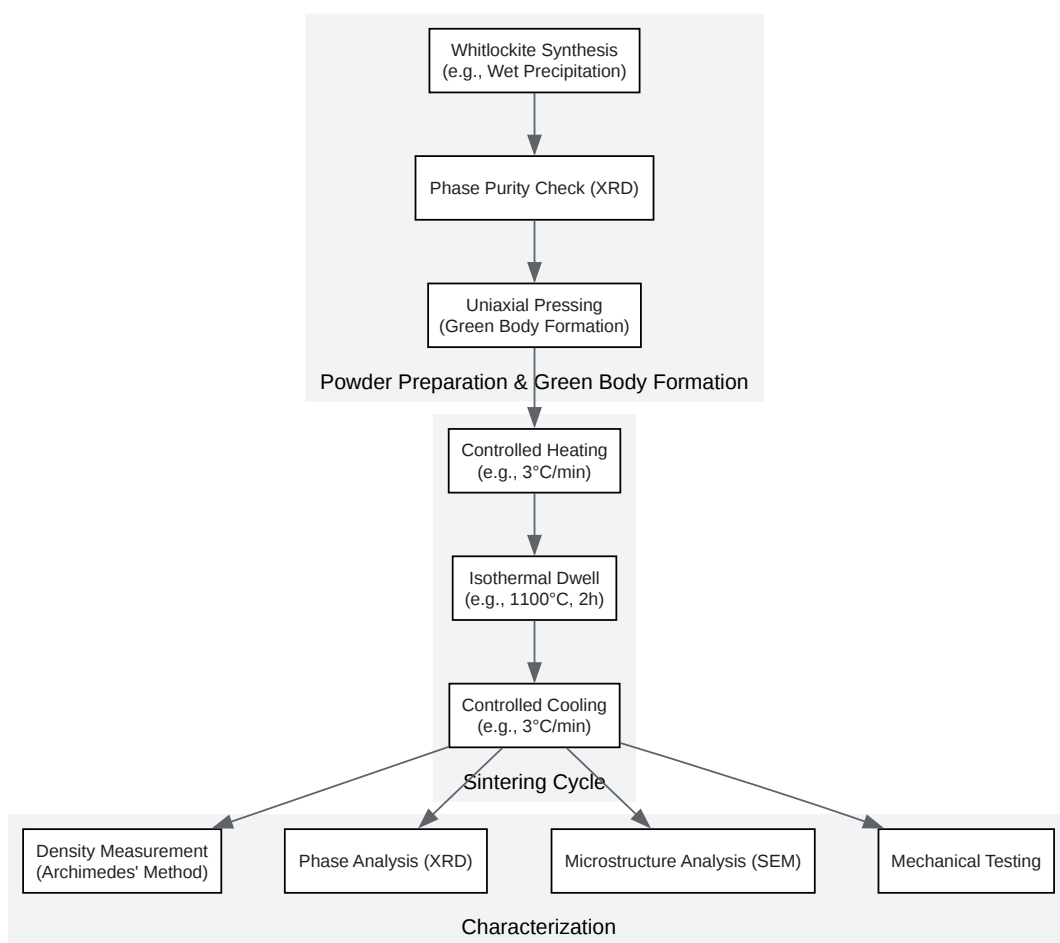 Whitlockite Synthesis
(e.g., Wet Precipitation)
Phase Purity Check (XRD)
Uniaxial Pressing
(Green Body Formation)
Powder Preparation & Green Body Formation
Controlled Heating
(e.g., 3°C/min)
Isothermal Dwell
(e.g., 1100°C, 2h)
Controlled Cooling
(e.g., 3°C/min)
Sintering Cycle
Density Measurement
(Archimedes' Method)
Phase Analysis (XRD)
Microstructure Analysis (SEM)
Mechanical Testing
Characterization